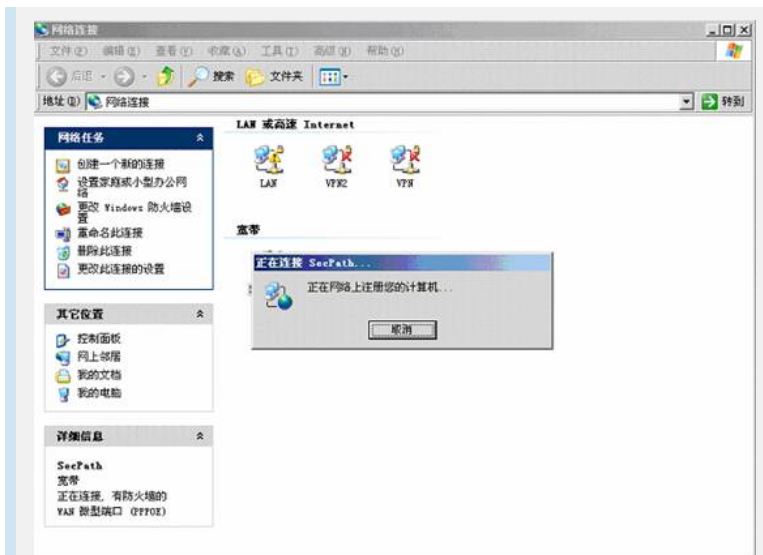 网络连接
文件(F) 编辑(E) 查看(V) 收藏(A) 工具(T) 高级(N) 帮助(H)
后退 搜索 文件夹
地址(D) 网络连接 转到
网络任务
创建一个新的连接
设置家庭或小型办公网
络
更改 Windows 防火墙设
置
重命名此连接
删除此连接
更改此连接的设置
其它位置
控制面板
网上邻居
我的文档
我的电脑
详细信息
SecPath
宽带
正在连接, 有防火墙的
WAN 微型端口 (PPPOE)
LAN 或高速 Internet
LAN VPN2 VPN
宽带
正在连接 SecPath...
正在网络上注册您的计算机...
取消